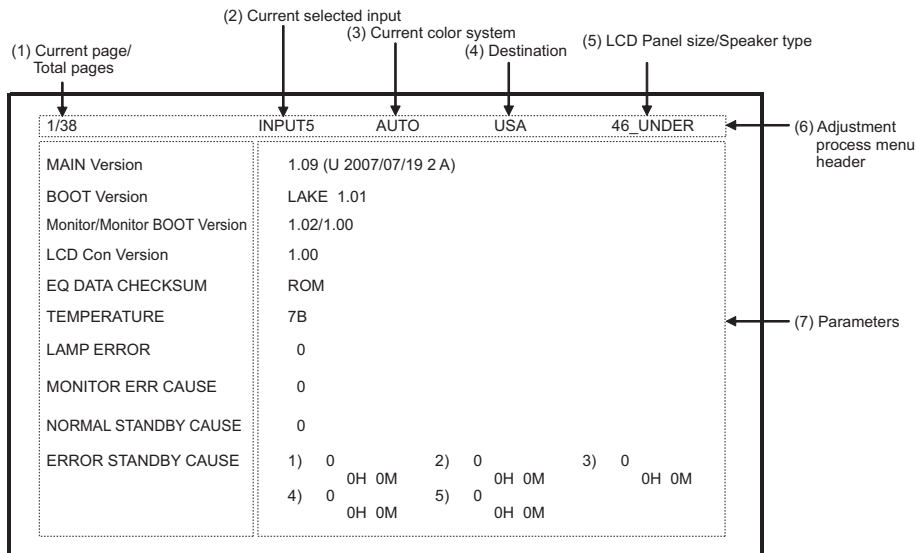 (2) Current selected input
(3) Current color system
(4) Destination
(5) LCD Panel size/Speaker type
(1) Current page/
Total pages
1/38 INPUT5 AUTO USA 46_UNDER
(6) Adjustment
process menu
header
MAIN Version 1.09 (U 2007/07/19 2 A)
BOOT Version LAKE 1.01
Monitor/Monitor BOOT Version 1.02/1.00
LCD Con Version 1.00
EQ DATA CHECKSUM ROM
TEMPERATURE 7B
(7) Parameters
LAMP ERROR 0
MONITOR ERR CAUSE 0
NORMAL STANDBY CAUSE 0
ERROR STANDBY CAUSE 1) 0 2) 0 3) 0
0H 0M 0H 0M 0H 0M
4) 0 5) 0
0H 0M 0H 0M